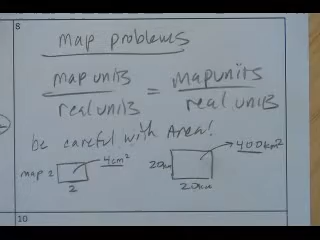 8
map problems
map units = map units
real units real units
be careful with Area!
4cm² 400km²
map 2 20km
2 20km
10